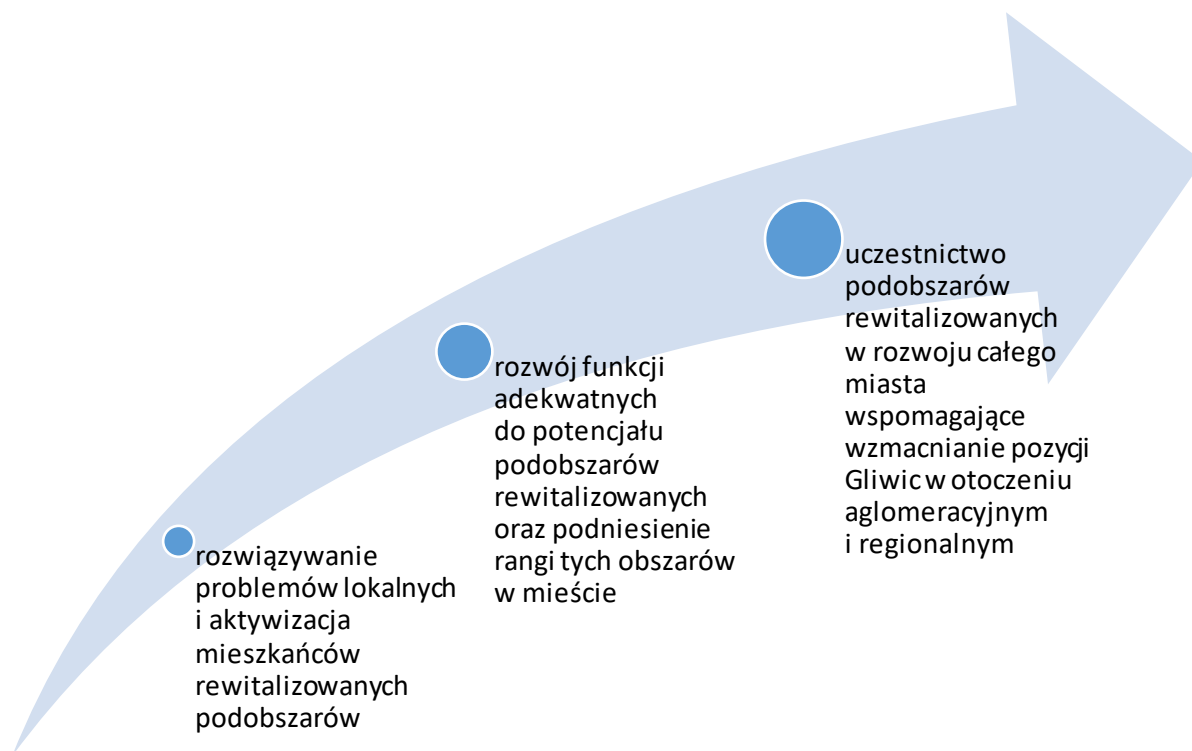 rozwiązywanie
problemów lokalnych
i aktywizacja
mieszkańców
rewitalizowanych
podobszarów
rozwój funkcji
adekwatnych
do potencjału
podobszarów
rewitalizowanych
oraz podniesienie
rangi tych obszarów
w mieście
uczestnictwo
podobszarów
rewitalizowanych
w rozwoju całego
miasta
wspomagające
wzmacnianie pozycji
Gliwic w otoczeniu
aglomeracyjnym
i regionalnym